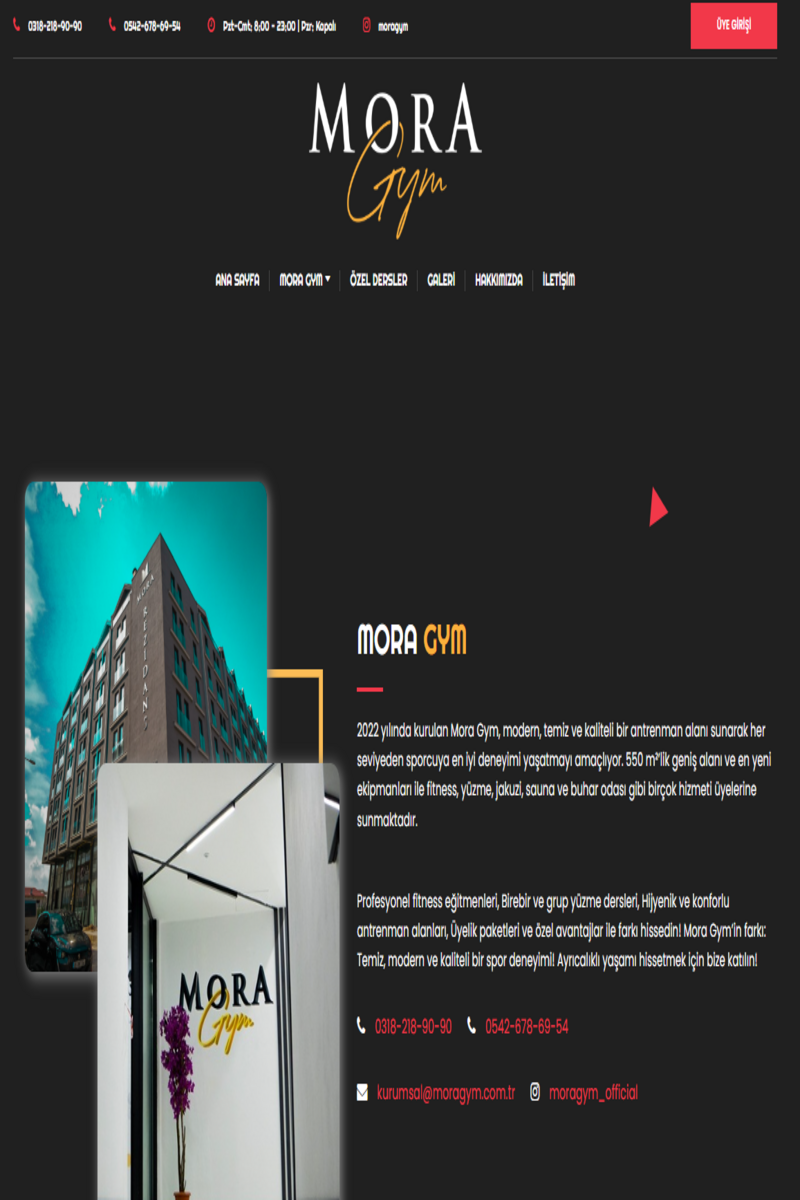 0318-218-90-90 0542-678-69-54 Pzt-Cmt: 8:00 - 23:00 | Pzr: Kapalı moragym ÜYE GİRİŞİ
MORA
Gym
ANA SAYFA MORA GYM ÖZEL DERSLER GALERİ HAKKIMIZDA İLETİŞİM
MORA REZİDANS
MORA GYM
2022 yılında kurulan Mora Gym, modern, temiz ve kaliteli bir antrenman alanı sunarak her
seviyeden sporcuya en iyi deneyimi yaşatmayı amaçlıyor. 550 m²'lik geniş alanı ve en yeni
ekipmanları ile fitness, yüzme, jakuzi, sauna ve buhar odası gibi birçok hizmeti üyelerine
sunmaktadır.
Profesyonel fitness eğitmenleri, Birebir ve grup yüzme dersleri, Hijyenik ve konforlu
antrenman alanları, Üyelik paketleri ve özel avantajlar ile farkı hissedin! Mora Gym'in farkı:
Temiz, modern ve kaliteli bir spor deneyimi! Ayrıcalıklı yaşamı hissetmek için bize katılın!
MORA
Gym
0318-218-90-90 0542-678-69-54
kurumsal@moragym.com.tr moragym_official